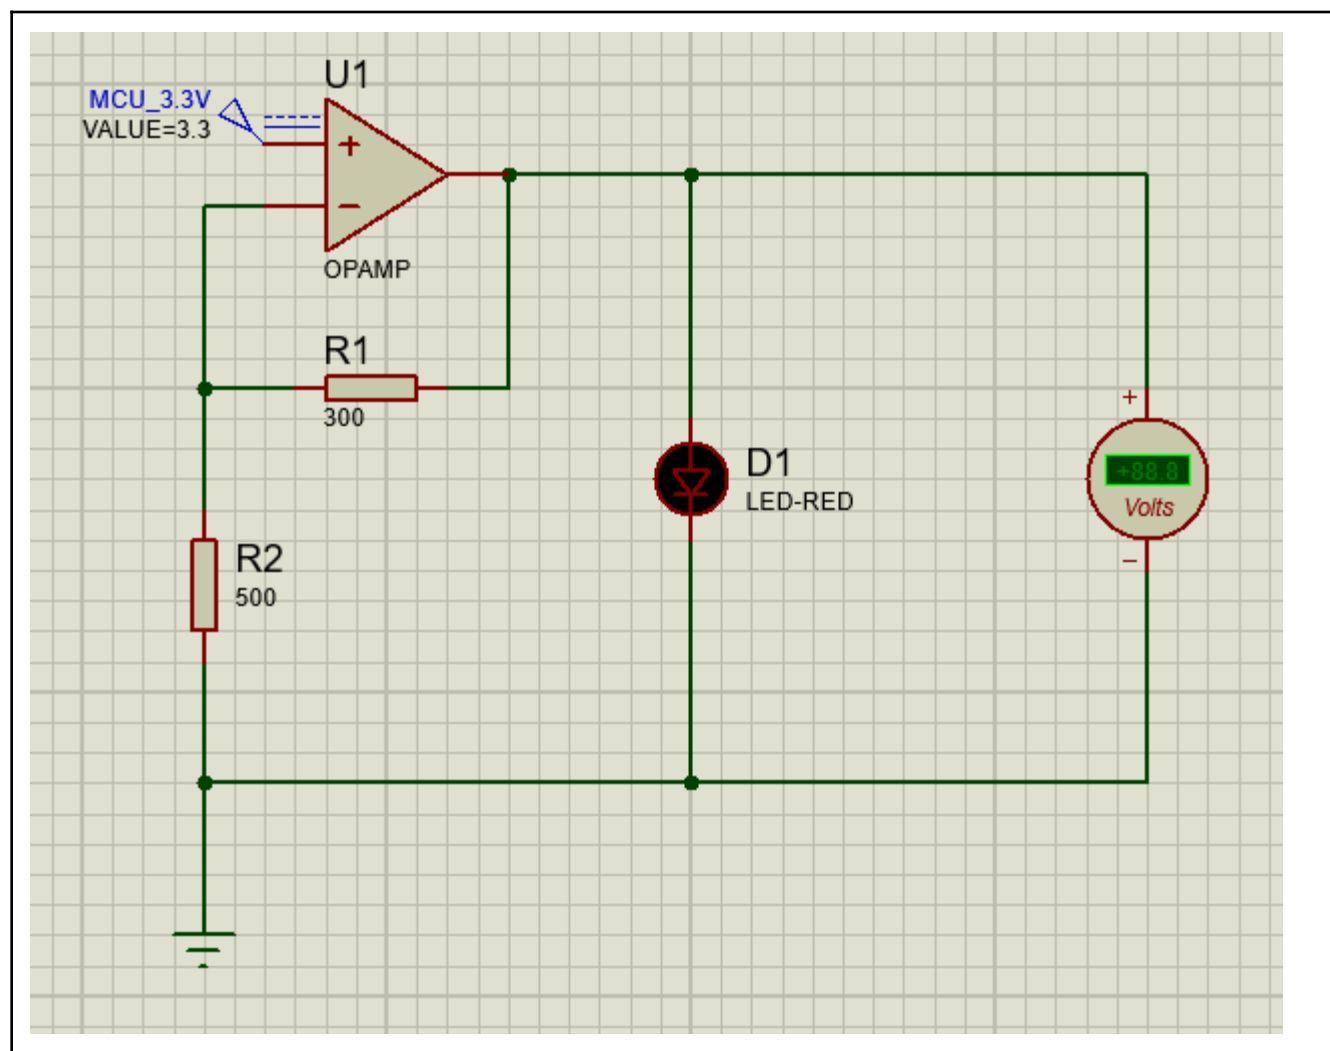 U1
MCU_3.3V
VALUE=3.3
+
−
OPAMP
R1
300
+
+88.8
Volts
−
D1
LED-RED
R2
500